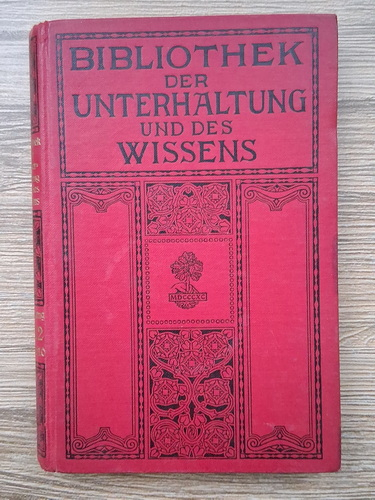 BIBLIOTHEK
DER
UNTERHALTUNG
UND DES
WISSENS
MDCCCXC